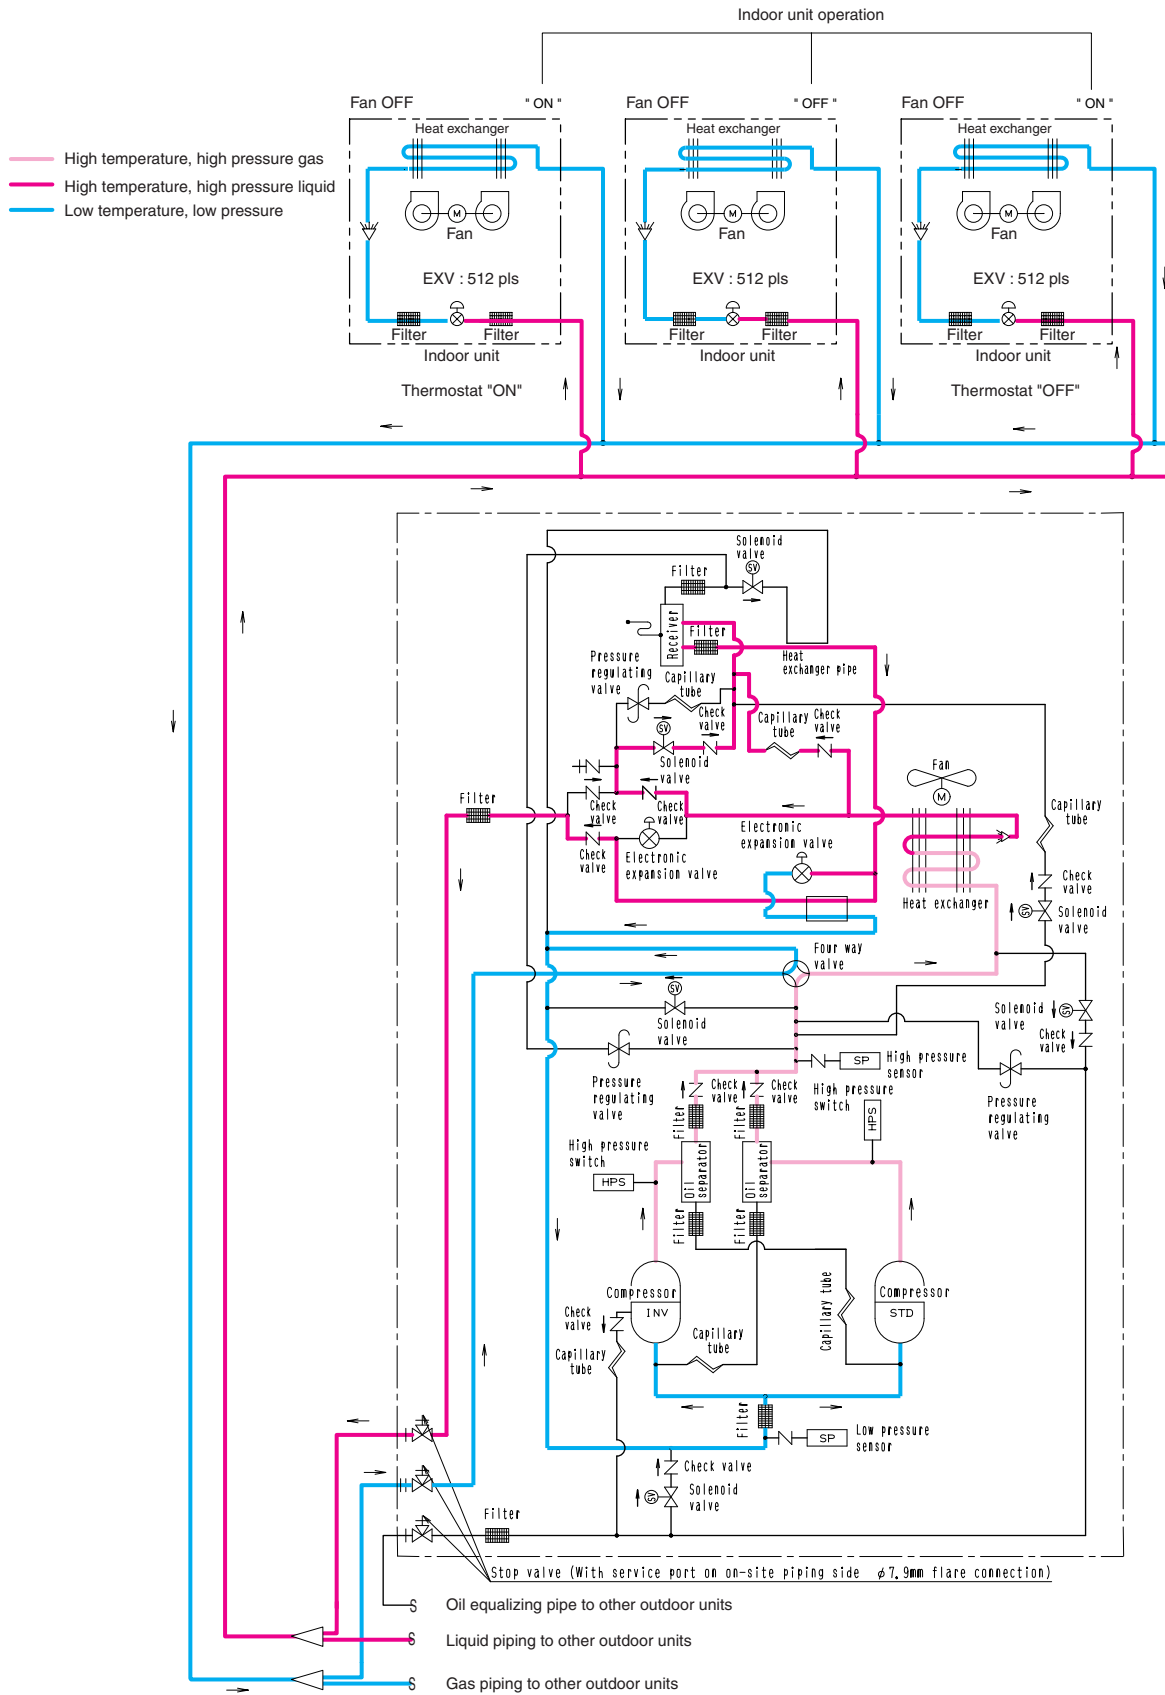 Indoor unit operation
Fan OFF " ON " Fan OFF " OFF " Fan OFF " ON "
Heat exchanger Heat exchanger Heat exchanger
High temperature, high pressure gas
High temperature, high pressure liquid
Low temperature, low pressure
M M M
Fan Fan Fan
EXV : 512 pls EXV : 512 pls EXV : 512 pls
Filter Filter Filter Filter Filter Filter
Indoor unit Indoor unit Indoor unit
Thermostat "ON" Thermostat "OFF"
Solenoid
valve
SV
Filter
Receiver
Filter
Heat
exchanger pipe
Pressure
regulating
valve
Capillary
tube
Check
valve
Capillary
tube
Check
valve
SV
Solenoid
valve
Fan
M
Capillary
tube
Filter
Check
valve
Check
valve
Check
valve
Electronic
expansion valve
Electronic
expansion valve
Heat exchanger
Check
valve
SV
Solenoid
valve
Four way
valve
SV
Solenoid
valve
Solenoid
valve
SV
Check
valve
Pressure
regulating
valve
SP
High pressure
sensor
Check
valve
Check
valve
High pressure
switch
HPS
Pressure
regulating
valve
Filter
Filter
High pressure
switch
HPS
Oil
separator
Oil
separator
Filter
Filter
Compressor
INV
Compressor
STD
Check
valve
Capillary
tube
Capillary
tube
Capillary tube
Filter
SP
Low pressure
sensor
Check valve
SV
Solenoid
valve
Filter
Stop valve (With service port on on-site piping side φ7.9mm flare connection)
S Oil equalizing pipe to other outdoor units
S Liquid piping to other outdoor units
S Gas piping to other outdoor units